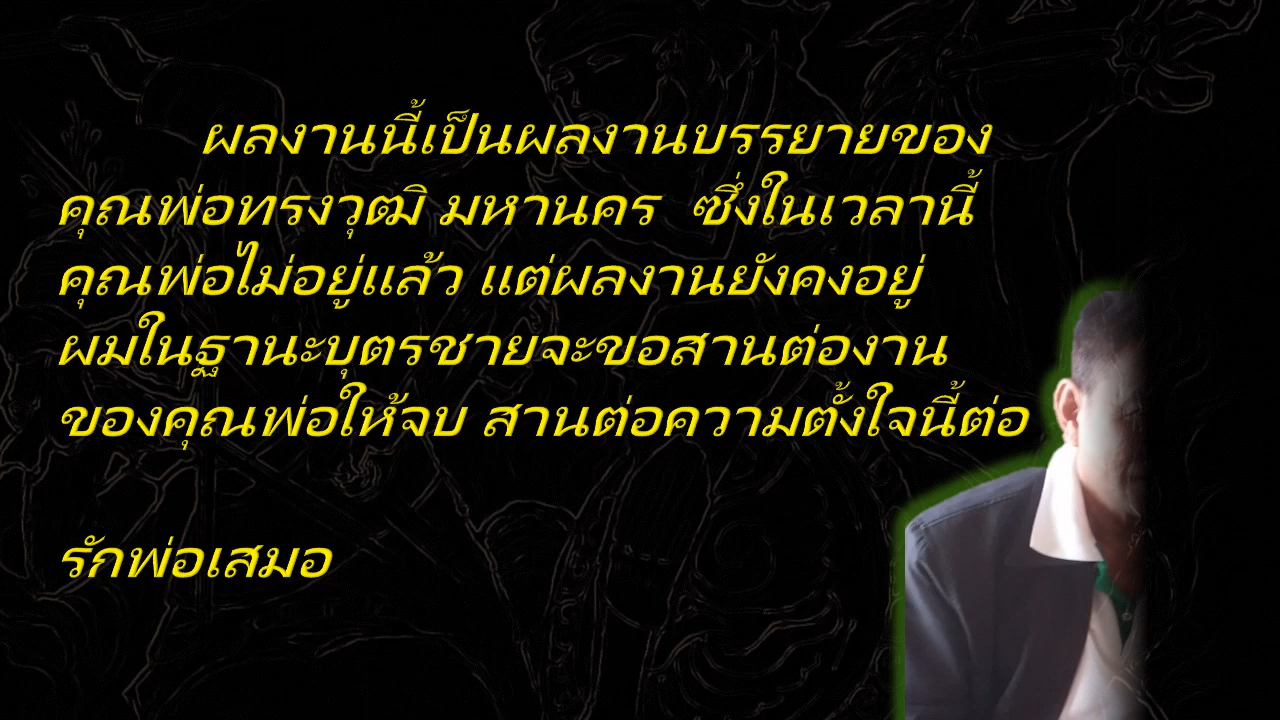 ผลงานนี้เป็นผลงานบรรยายของ
คุณพ่อทรงวุฒิ มหานคร ซึ่งในเวลานี้
คุณพ่อไม่อยู่แล้ว แต่ผลงานยังคงอยู่
ผมในฐานะบุตรชายจะขอสานต่องาน
ของคุณพ่อให้จบ สานต่อความตั้งใจนี้ต่อ
รักพ่อเสมอ